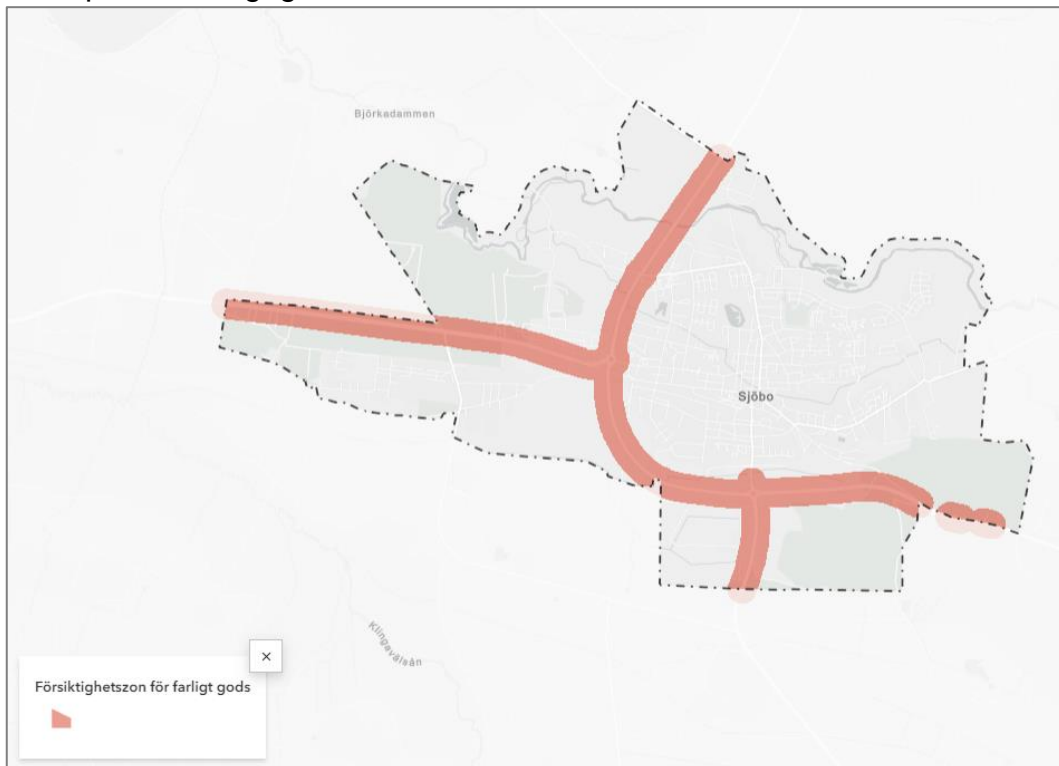 Björkadammen
Sjöbo
Klingavälsån
×
Försiktighetszon för farligt gods